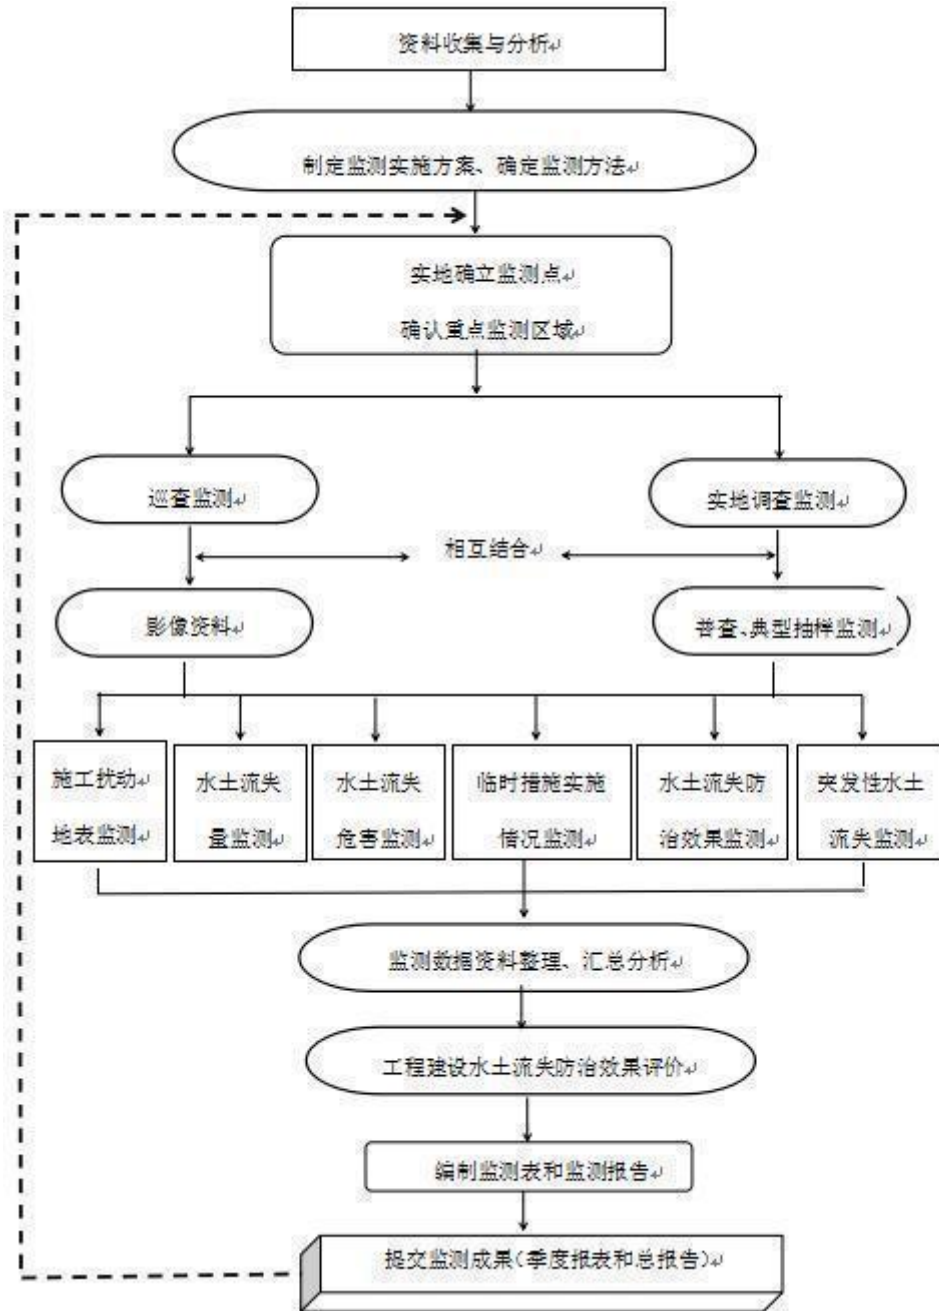 资料收集与分析
制定监测实施方案、确定监测方法
实地确立监测点
确认重点监测区域
巡查监测
实地调查监测
相互结合
影像资料
普查、典型抽样监测
施工扰动
地表监测
水土流失
量监测
水土流失
危害监测
临时措施实施
情况监测
水土流失防
治效果监测
突发性水土
流失监测
监测数据资料整理、汇总分析
工程建设水土流失防治效果评价
编制监测表和监测报告
提交监测成果(季度报表和总报告)